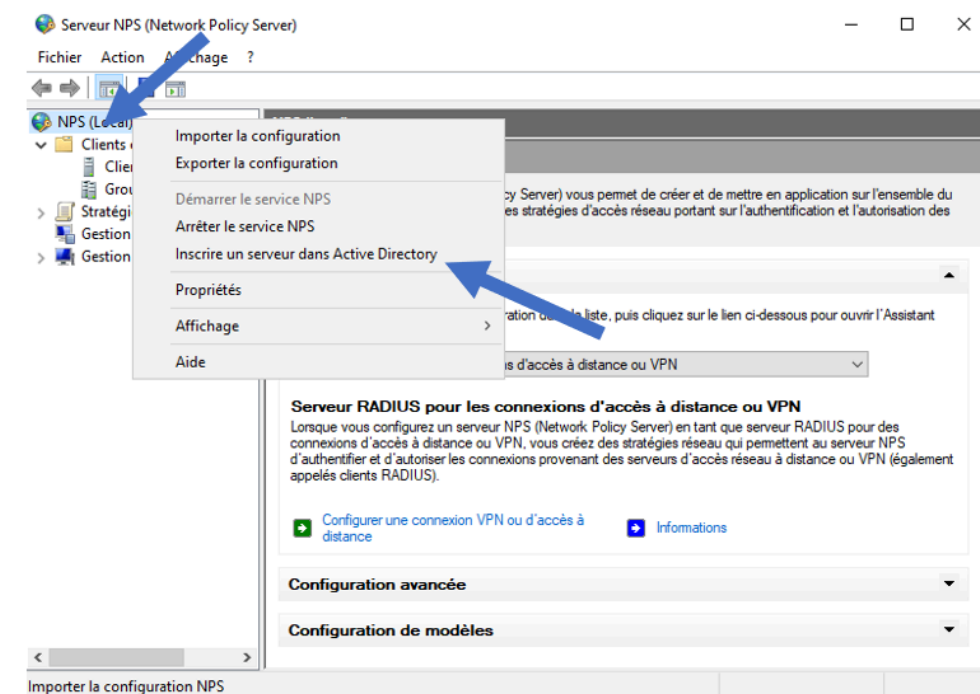 Serveur NPS (Network Policy Server)
Fichier Action Affichage ?
NPS (Local)
Clients
Clie
Grou
Stratégi
Gestion
Gestion
Importer la configuration
Exporter la configuration
Démarrer le service NPS
Arrêter le service NPS
Inscrire un serveur dans Active Directory
Propriétés
Affichage
Aide
cy Server) vous permet de créer et de mettre en application sur l'ensemble du
es stratégies d'accès réseau portant sur l'authentification et l'autorisation des
ration dans la liste, puis cliquez sur le lien ci-dessous pour ouvrir l'Assistant
s d'accès à distance ou VPN
Serveur RADIUS pour les connexions d'accès à distance ou VPN
Lorsque vous configurez un serveur NPS (Network Policy Server) en tant que serveur RADIUS pour des
connexions d'accès à distance ou VPN, vous créez des stratégies réseau qui permettent au serveur NPS
d'authentifier et d'autoriser les connexions provenant des serveurs d'accès réseau à distance ou VPN (également
appelés clients RADIUS).
Configurer une connexion VPN ou d'accès à
distance
Informations
Configuration avancée
Configuration de modèles
Importer la configuration NPS